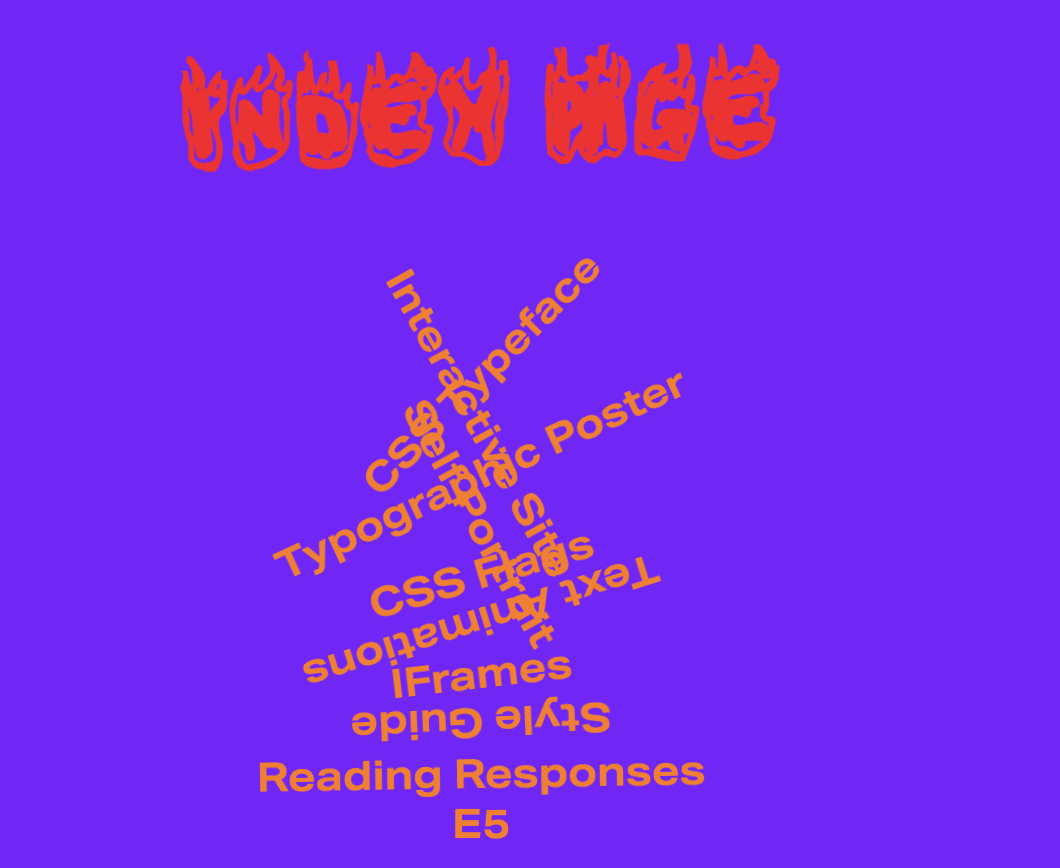 INDEX PAGE
Interactive Site
CSS Typeface
Typographic Poster
Self Portrait
CSS Flags
Text Animations
IFrames
Style Guide
Reading Responses
E5